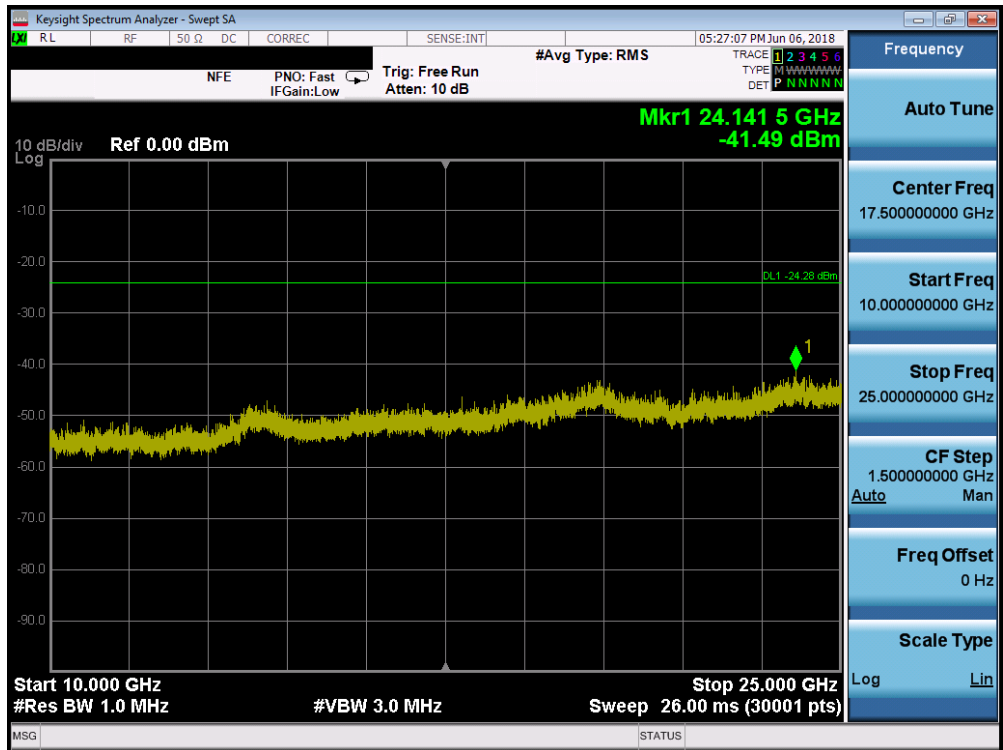 Keysight Spectrum Analyzer - Swept SA
LXI RL RF 50 Ω DC CORREC SENSE:INT 05:27:07 PM Jun 06, 2018
NFE PNO: Fast Trig: Free Run #Avg Type: RMS TRACE 1 2 3 4 5 6
IFGain:Low Atten: 10 dB TYPE M WWWWW
DET P N N N N N
Mkr1 24.141 5 GHz
-41.49 dBm
10 dB/div Ref 0.00 dBm
Log
-10.0
-20.0
DL1 -24.28 dBm
-30.0
1
-40.0
-50.0
-60.0
-70.0
-80.0
-90.0
Start 10.000 GHz Stop 25.000 GHz
#Res BW 1.0 MHz #VBW 3.0 MHz Sweep 26.00 ms (30001 pts)
MSG STATUS
Frequency
Auto Tune
Center Freq
17.500000000 GHz
Start Freq
10.000000000 GHz
Stop Freq
25.000000000 GHz
CF Step
1.500000000 GHz
Auto Man
Freq Offset
0 Hz
Scale Type
Log Lin